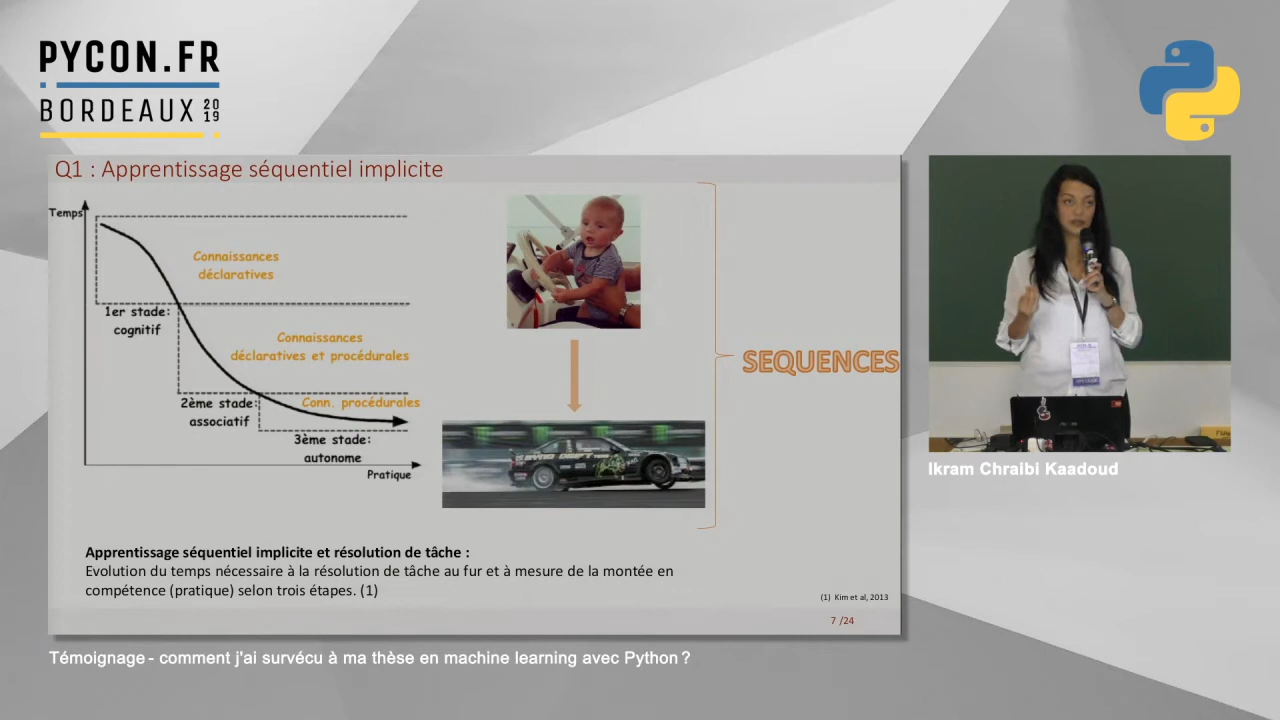 PYCON.FR
BORDEAUX 2019
Q1 : Apprentissage séquentiel implicite
Temps
Connaissances
déclaratives
1er stade:
cognitif
Connaissances
déclaratives et procédurales
2ème stade:
associatif
Conn. procédurales
3ème stade:
autonome
Pratique
SEQUENCES
Apprentissage séquentiel implicite et résolution de tâche :
Evolution du temps nécessaire à la résolution de tâche au fur et à mesure de la montée en
compétence (pratique) selon trois étapes. (1)
(1) Kim et al, 2013
7 /24
Ikram Chraibi Kaadoud
Témoignage - comment j'ai survécu à ma thèse en machine learning avec Python ?